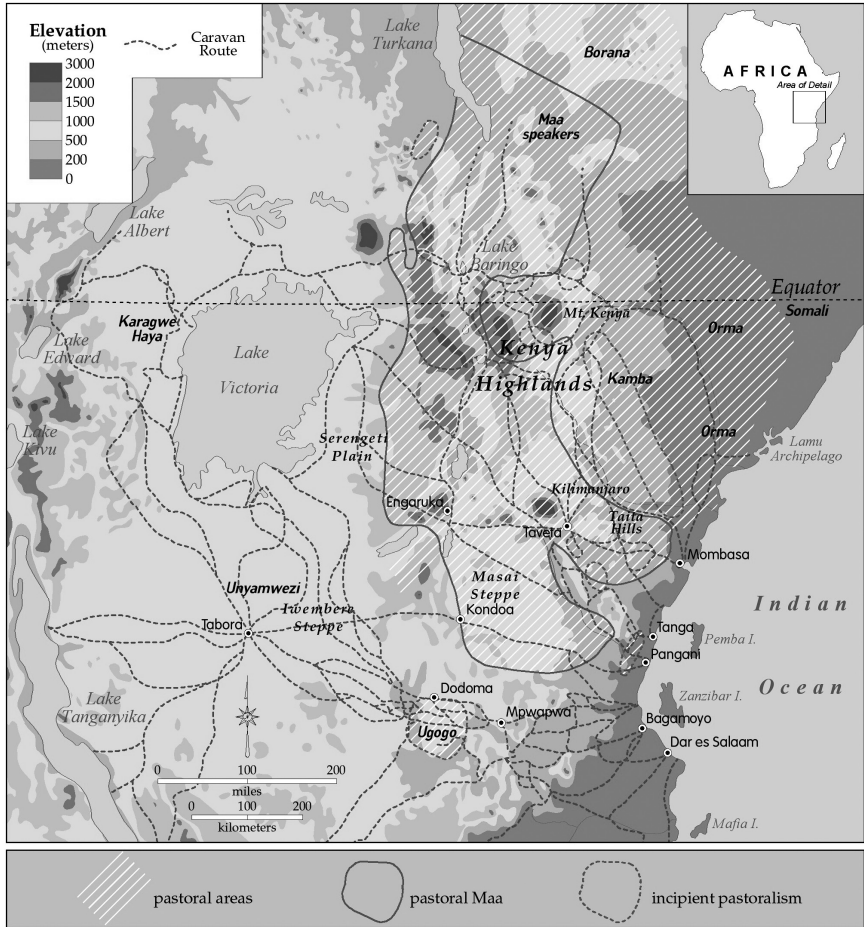 Elevation
(meters)
3000
2000
1500
1000
500
200
0
Caravan
Route
AFRICA
Area of Detail
Lake
Turkana
Borana
Maa
speakers
Lake
Albert
Lake
Baringo
Equator
Somali
Mt. Kenya
Karagwe
Haya
Orma
Lake
Edward
Lake
Victoria
Kenya
Highlands
Kamba
Lake
Kivu
Orma
Lamu
Archipelago
Serengeti
Plain
Engaruka
Kilimanjaro
Taveta
Taita
Hills
Mombasa
Masai
Steppe
Unyamwezi
Iwembere
Steppe
Kondoa
Tabora
Indian
Ocean
Tanga
Pemba I.
Pangani
Lake
Tanganyika
Dodoma
Zanzibar I.
Mpwapwa
Ugogo
Bagamoyo
Dar es Salaam
0 100 200
miles
0 100 200
kilometers
Mafia I.
pastoral areas
pastoral Maa
incipient pastoralism